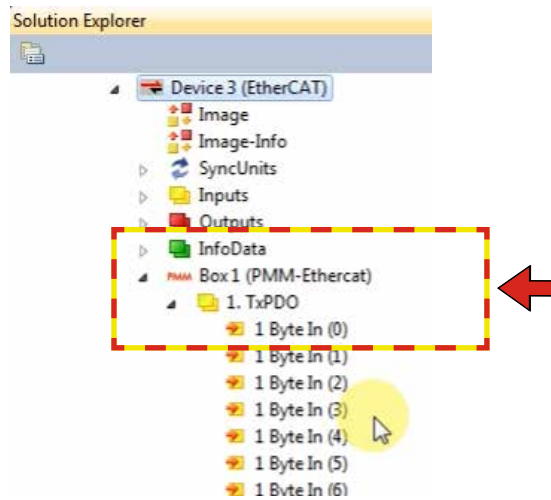 Solution Explorer
Device 3 (EtherCAT)
Image
Image-Info
SyncUnits
Inputs
Outputs
InfoData
PMM Box 1 (PMM-Ethercat)
1. TxPDO
1 Byte In (0)
1 Byte In (1)
1 Byte In (2)
1 Byte In (3)
1 Byte In (4)
1 Byte In (5)
1 Byte In (6)